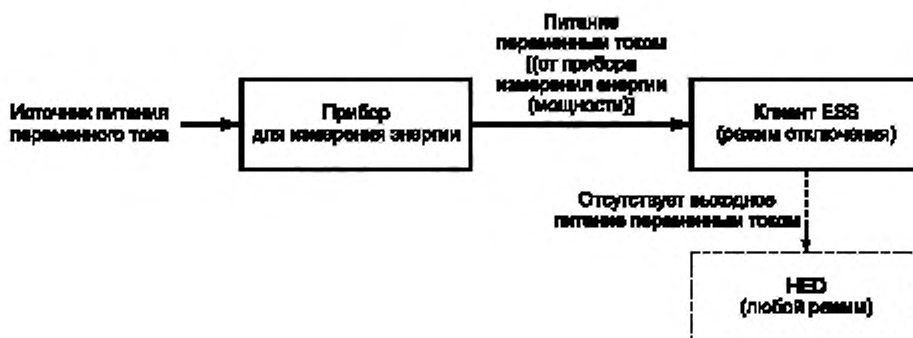 Питание
переменным током
[(от прибора
измерения энергии
(мощности)]
Источник питания
переменного тока
Прибор
для измерения энергии
Клиент ESS
(режим отключения)
Отсутствует выходное
питание переменным током
HED
(любой режим)